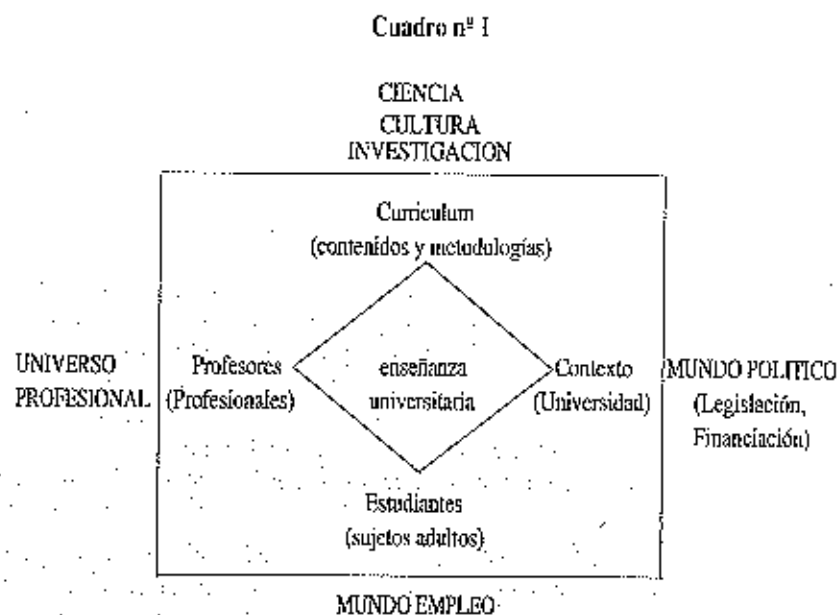 Cuadro nº I
CIENCIA
CULTURA
INVESTIGACION
Curriculum
(contenidos y metodologías)
UNIVERSO
PROFESIONAL
Profesores
(Profesionales)
enseñanza
universitaria
Contexto
(Universidad)
MUNDO POLITICO
(Legislación,
Financiación)
Estudiantes
(sujetos adultos)
MUNDO EMPLEO